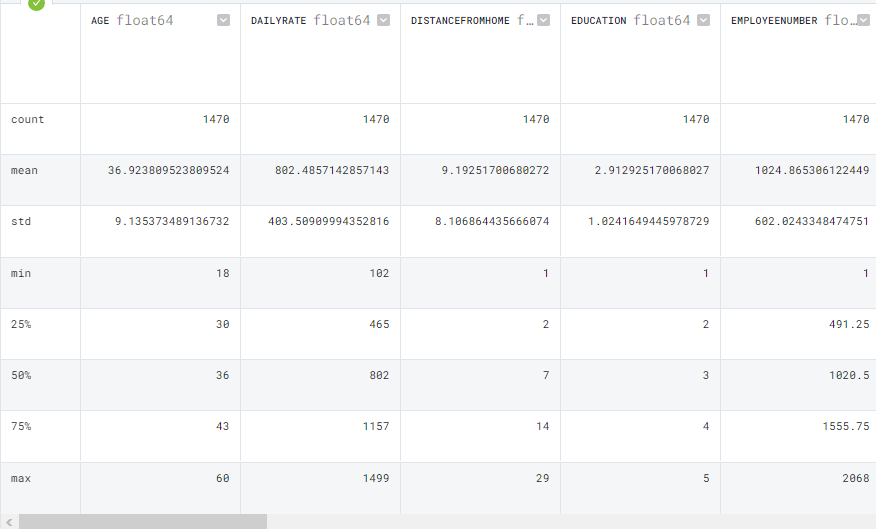 AGE float64 DAILYRATE float64 DISTANCEFROMHOME f… EDUCATION float64 EMPLOYEENUMBER flo…
count 1470 1470 1470 1470 1470
mean 36.923809523809524 802.4857142857143 9.19251700680272 2.912925170068027 1024.865306122449
std 9.135373489136732 403.50909994352816 8.106864435666074 1.0241649445978729 602.0243348474751
min 18 102 1 1 1
25% 30 465 2 2 491.25
50% 36 802 7 3 1020.5
75% 43 1157 14 4 1555.75
max 60 1499 29 5 2068